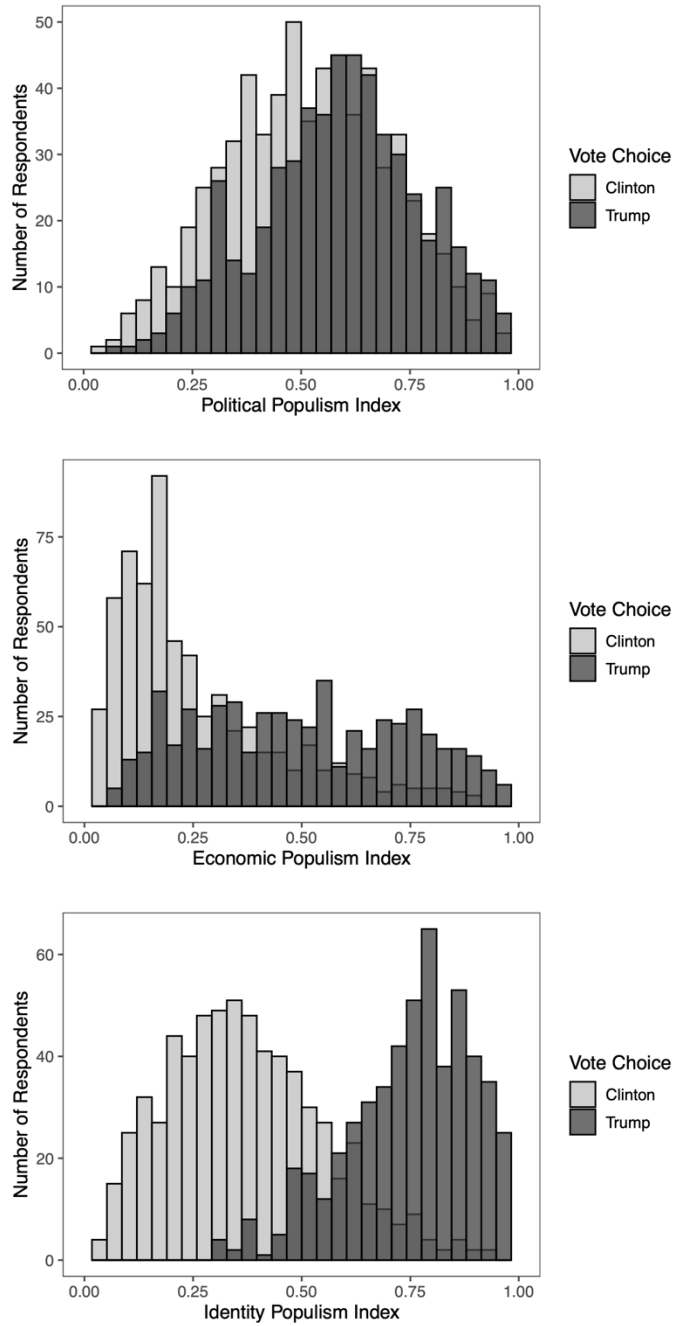 50
40
30
20
10
0
Number of Respondents
0.00 0.25 0.50 0.75 1.00
Political Populism Index
Vote Choice
Clinton
Trump
75
50
25
0
Number of Respondents
0.00 0.25 0.50 0.75 1.00
Economic Populism Index
Vote Choice
Clinton
Trump
60
40
20
0
Number of Respondents
0.00 0.25 0.50 0.75 1.00
Identity Populism Index
Vote Choice
Clinton
Trump